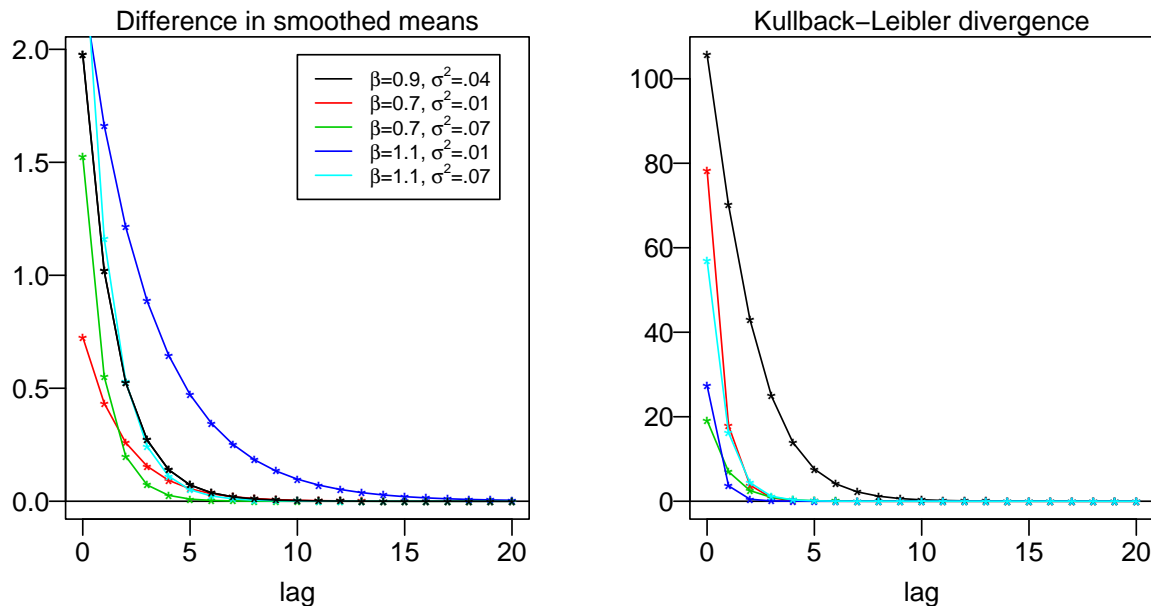 Difference in smoothed means
2.0
1.5
1.0
0.5
0.0
β=0.9, σ²=.04
β=0.7, σ²=.01
β=0.7, σ²=.07
β=1.1, σ²=.01
β=1.1, σ²=.07
0 5 10 15 20
lag
Kullback−Leibler divergence
100
80
60
40
20
0
0 5 10 15 20
lag